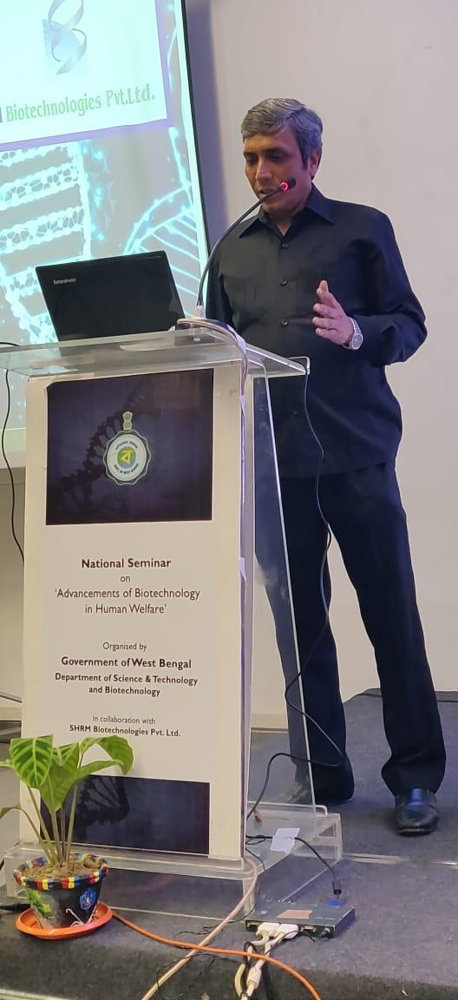 Biotechnologies Pvt.Ltd.
lenovo
National Seminar
on
'Advancements of Biotechnology
in Human Welfare'
Organised by
Government of West Bengal
Department of Science & Technology
and Biotechnology
In collaboration with
SHRM Biotechnologies Pvt. Ltd.